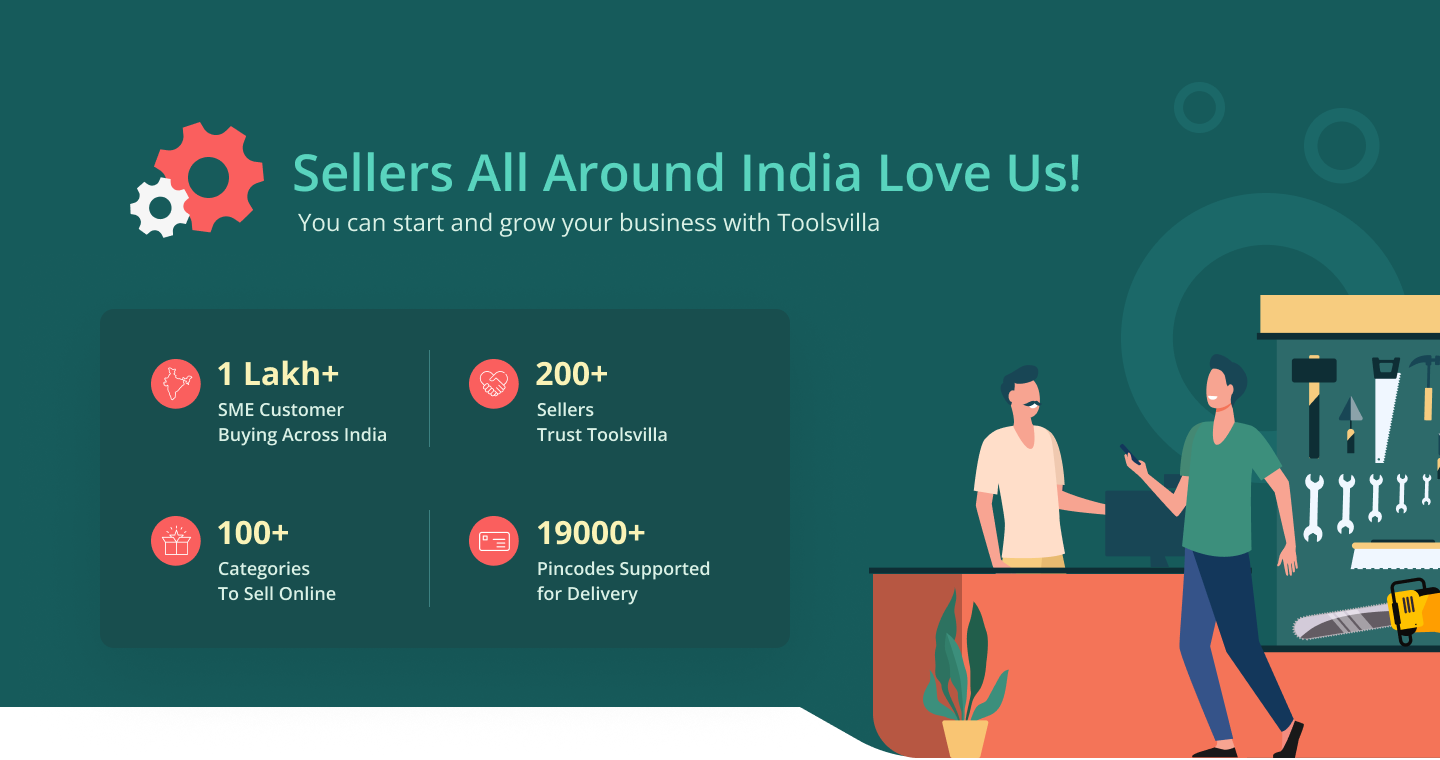 Sellers All Around India Love Us!
You can start and grow your business with Toolsvilla
1 Lakh+
SME Customer
Buying Across India
200+
Sellers
Trust Toolsvilla
100+
Categories
To Sell Online
19000+
Pincodes Supported
for Delivery